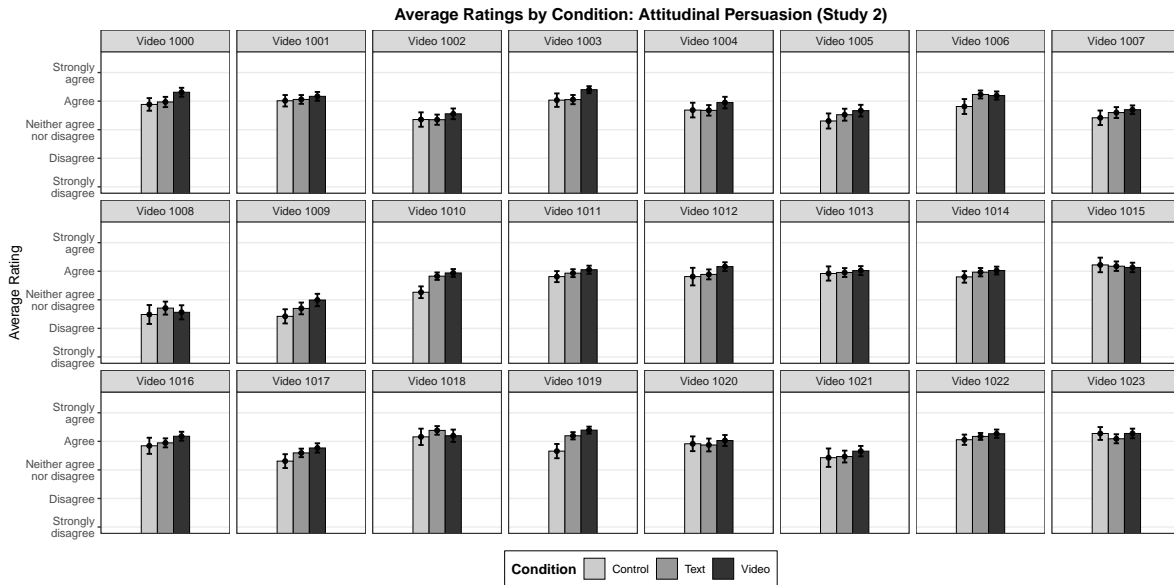 Average Ratings by Condition: Attitudinal Persuasion (Study 2)
Video 1000
Video 1001
Video 1002
Video 1003
Video 1004
Video 1005
Video 1006
Video 1007
Strongly
agree
Agree
Neither agree
nor disagree
Disagree
Strongly
disagree
Video 1008
Video 1009
Video 1010
Video 1011
Video 1012
Video 1013
Video 1014
Video 1015
Strongly
agree
Agree
Neither agree
nor disagree
Disagree
Strongly
disagree
Average Rating
Video 1016
Video 1017
Video 1018
Video 1019
Video 1020
Video 1021
Video 1022
Video 1023
Strongly
agree
Agree
Neither agree
nor disagree
Disagree
Strongly
disagree
Condition Control Text Video